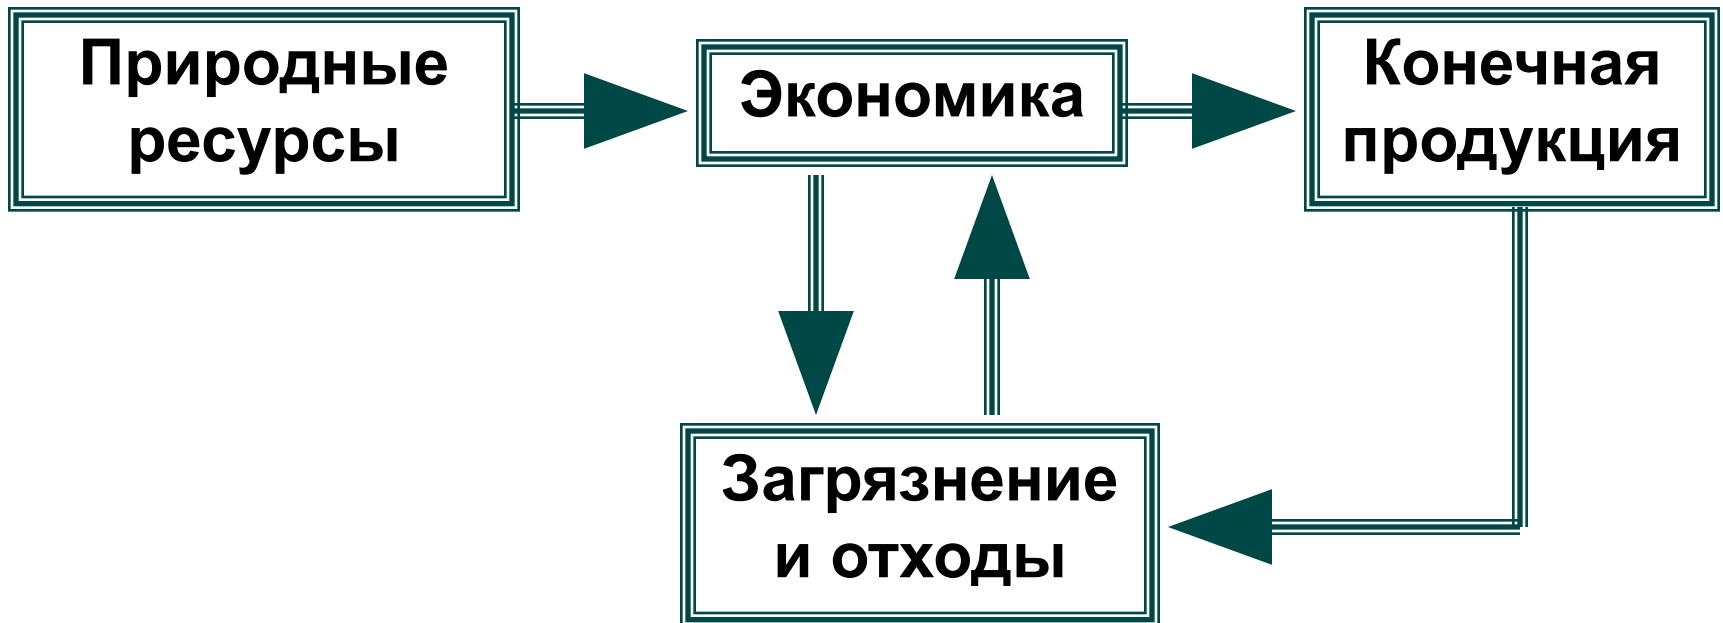 Природные
ресурсы
Экономика
Конечная
продукция
Загрязнение
и отходы